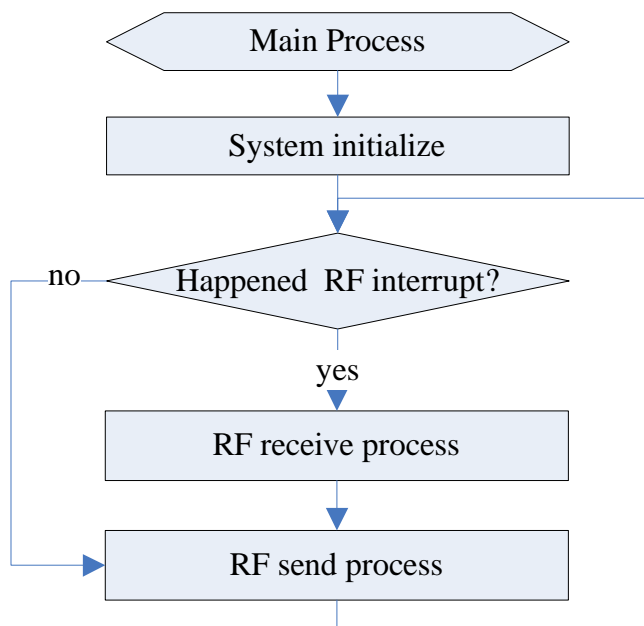 Main Process
System initialize
Happened RF interrupt?
no
yes
RF receive process
RF send process